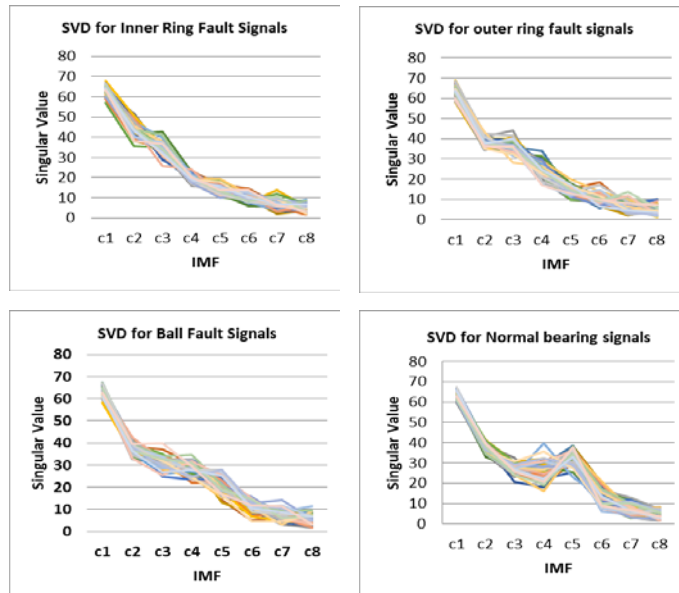 SVD for Inner Ring Fault Signals
80
70
60
50
40
30
20
10
0
Singular Value
c1 c2 c3 c4 c5 c6 c7 c8
IMF
SVD for outer ring fault signals
80
70
60
50
40
30
20
10
0
Singular Value
c1 c2 c3 c4 c5 c6 c7 c8
IMF
SVD for Ball Fault Signals
80
70
60
50
40
30
20
10
0
Singular Value
c1 c2 c3 c4 c5 c6 c7 c8
IMF
SVD for Normal bearing signals
80
70
60
50
40
30
20
10
0
Singular Value
c1 c2 c3 c4 c5 c6 c7 c8
IMF